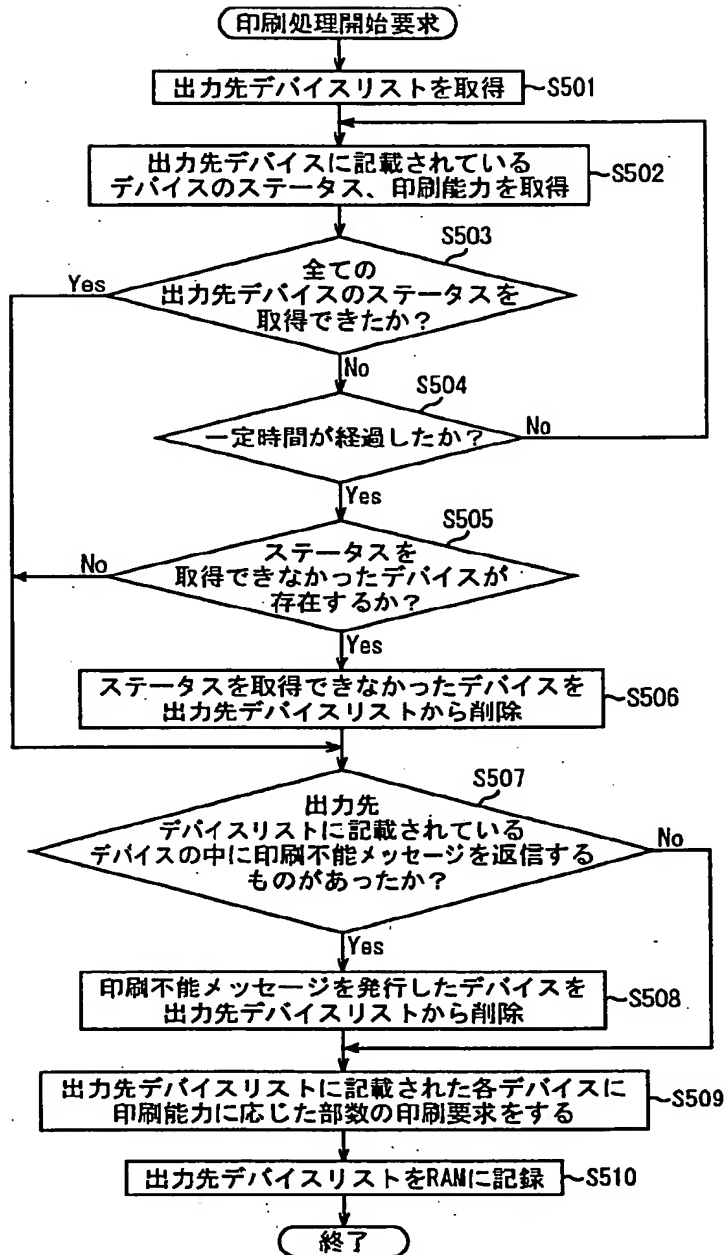 印刷処理開始要求
出力先デバイスリストを取得
S501
出力先デバイスに記載されている
デバイスのステータス、印刷能力を取得
S502
S503
全ての
出力先デバイスのステータスを
取得できたか？
Yes
No
S504
一定時間が経過したか？
No
Yes
S505
ステータスを
取得できなかったデバイスが
存在するか？
No
Yes
ステータスを取得できなかったデバイスを
出力先デバイスリストから削除
S506
S507
出力先
デバイスリストに記載されている
デバイスの中に印刷不能メッセージを返信する
ものがあったか？
No
Yes
印刷不能メッセージを発行したデバイスを
出力先デバイスリストから削除
S508
出力先デバイスリストに記載された各デバイスに
印刷能力に応じた部数の印刷要求をする
S509
出力先デバイスリストをRAMに記録
S510
終了